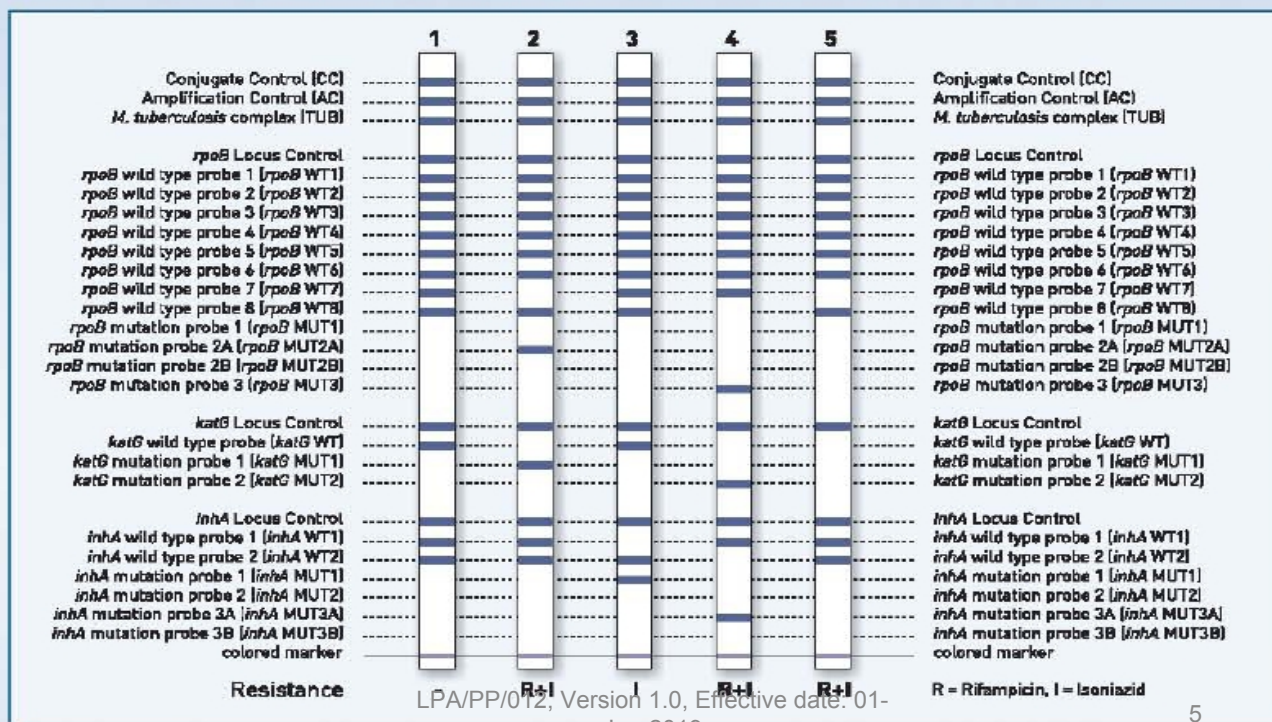 1 2 3 4 5
Conjugate Control (CC) Conjugate Control (CC)
Amplification Control (AC) Amplification Control (AC)
M. tuberculosis complex (TUB) M. tuberculosis complex (TUB)
rpoB Locus Control rpoB Locus Control
rpoB wild type probe 1 (rpoB WT1) rpoB wild type probe 1 (rpoB WT1)
rpoB wild type probe 2 (rpoB WT2) rpoB wild type probe 2 (rpoB WT2)
rpoB wild type probe 3 (rpoB WT3) rpoB wild type probe 3 (rpoB WT3)
rpoB wild type probe 4 (rpoB WT4) rpoB wild type probe 4 (rpoB WT4)
rpoB wild type probe 5 (rpoB WT5) rpoB wild type probe 5 (rpoB WT5)
rpoB wild type probe 6 (rpoB WT6) rpoB wild type probe 6 (rpoB WT6)
rpoB wild type probe 7 (rpoB WT7) rpoB wild type probe 7 (rpoB WT7)
rpoB wild type probe 8 (rpoB WT8) rpoB wild type probe 8 (rpoB WT8)
rpoB mutation probe 1 (rpoB MUT1) rpoB mutation probe 1 (rpoB MUT1)
rpoB mutation probe 2A (rpoB MUT2A) rpoB mutation probe 2A (rpoB MUT2A)
rpoB mutation probe 2B (rpoB MUT2B) rpoB mutation probe 2B (rpoB MUT2B)
rpoB mutation probe 3 (rpoB MUT3) rpoB mutation probe 3 (rpoB MUT3)
katG Locus Control katG Locus Control
katG wild type probe (katG WT) katG wild type probe (katG WT)
katG mutation probe 1 (katG MUT1) katG mutation probe 1 (katG MUT1)
katG mutation probe 2 (katG MUT2) katG mutation probe 2 (katG MUT2)
inhA Locus Control inhA Locus Control
inhA wild type probe 1 (inhA WT1) inhA wild type probe 1 (inhA WT1)
inhA wild type probe 2 (inhA WT2) inhA wild type probe 2 (inhA WT2)
inhA mutation probe 1 (inhA MUT1) inhA mutation probe 1 (inhA MUT1)
inhA mutation probe 2 (inhA MUT2) inhA mutation probe 2 (inhA MUT2)
inhA mutation probe 3A (inhA MUT3A) inhA mutation probe 3A (inhA MUT3A)
inhA mutation probe 3B (inhA MUT3B) inhA mutation probe 3B (inhA MUT3B)
colored marker colored marker
Resistance - R+I I R+I R+I R = Rifampicin, I = Isoniazid
LPA/PP/012, Version 1.0, Effective date: 01-
5